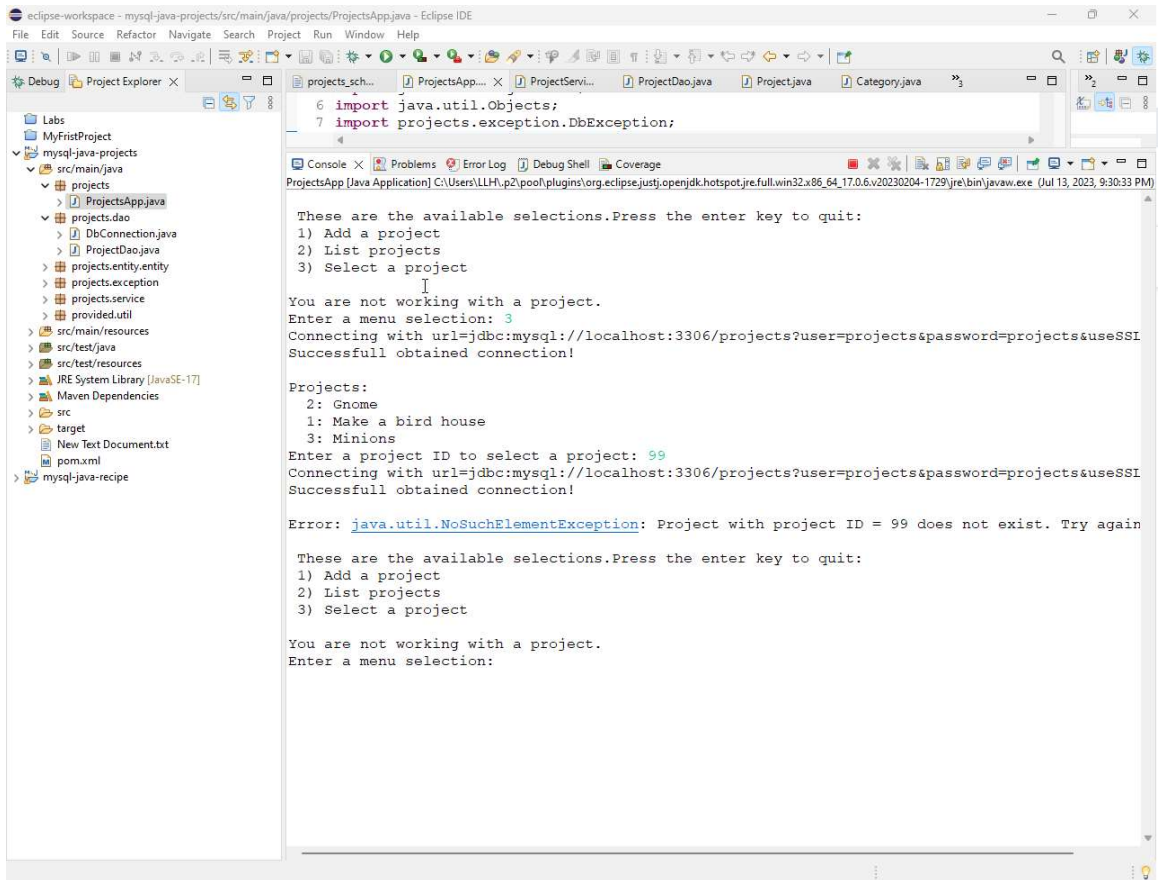 eclipse-workspace - mysql-java-projects/src/main/java/projects/ProjectsApp.java - Eclipse IDE
File Edit Source Refactor Navigate Search Project Run Window Help
Debug Project Explorer
Labs
MyFristProject
mysql-java-projects
src/main/java
projects
ProjectsApp.java
projects.dao
DbConnection.java
ProjectDao.java
projects.entity.entity
projects.exception
projects.service
provided.util
src/main/resources
src/test/java
src/test/resources
JRE System Library [JavaSE-17]
Maven Dependencies
src
target
New Text Document.txt
pom.xml
mysql-java-recipe
projects_sch... ProjectsApp.... ProjectServi... ProjectDao.java Project.java Category.java »3 »2
6 import java.util.Objects;
7 import projects.exception.DbException;
Console Problems Error Log Debug Shell Coverage
ProjectsApp [Java Application] C:\Users\LLH\.p2\pool\plugins\org.eclipse.justj.openjdk.hotspot.jre.full.win32.x86_64_17.0.6.v20230204-1729\jre\bin\javaw.exe (Jul 13, 2023, 9:30:33 PM)
These are the available selections.Press the enter key to quit:
1) Add a project
2) List projects
3) Select a project
You are not working with a project.
Enter a menu selection: 3
Connecting with url=jdbc:mysql://localhost:3306/projects?user=projects&password=projects&useSSL
Successfull obtained connection!
Projects:
2: Gnome
1: Make a bird house
3: Minions
Enter a project ID to select a project: 99
Connecting with url=jdbc:mysql://localhost:3306/projects?user=projects&password=projects&useSSL
Successfull obtained connection!
Error: java.util.NoSuchElementException: Project with project ID = 99 does not exist. Try again
These are the available selections.Press the enter key to quit:
1) Add a project
2) List projects
3) Select a project
You are not working with a project.
Enter a menu selection: